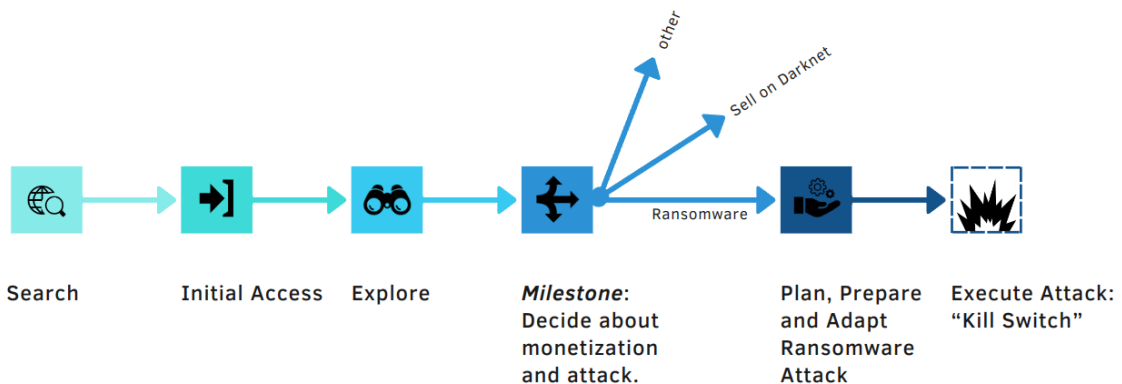 other
Sell on Darknet
Ransomware
Search
Initial Access
Explore
Milestone:
Decide about
monetization
and attack.
Plan, Prepare
and Adapt
Ransomware
Attack
Execute Attack:
“Kill Switch”